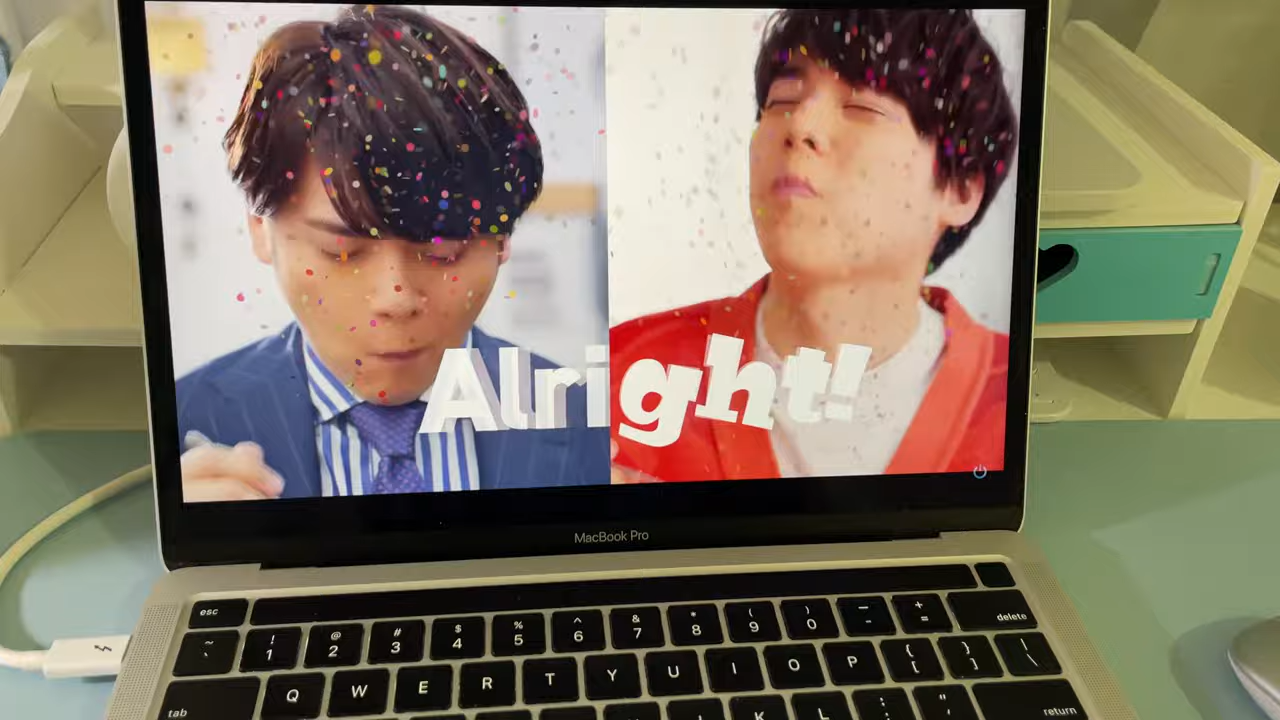 Alright!
MacBook Pro
esc
~ ! @ # $ % ^ & * ( ) — +
` 1 2 3 4 5 6 7 8 9 0 - = delete
Q W E R T Y U I O P { [ } ] | \
tab K L : ; " ' return